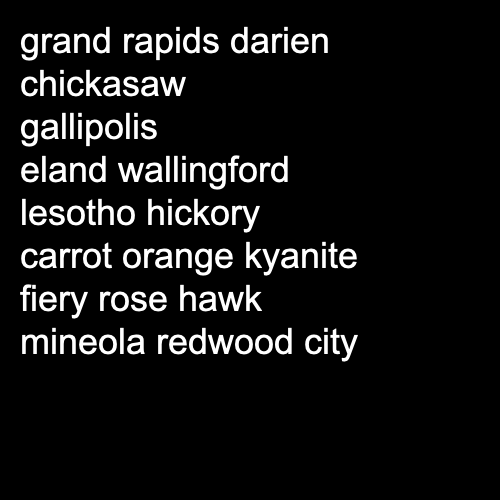 grand rapids darien
chickasaw
gallipolis
eland wallingford
lesotho hickory
carrot orange kyanite
fiery rose hawk
mineola redwood city